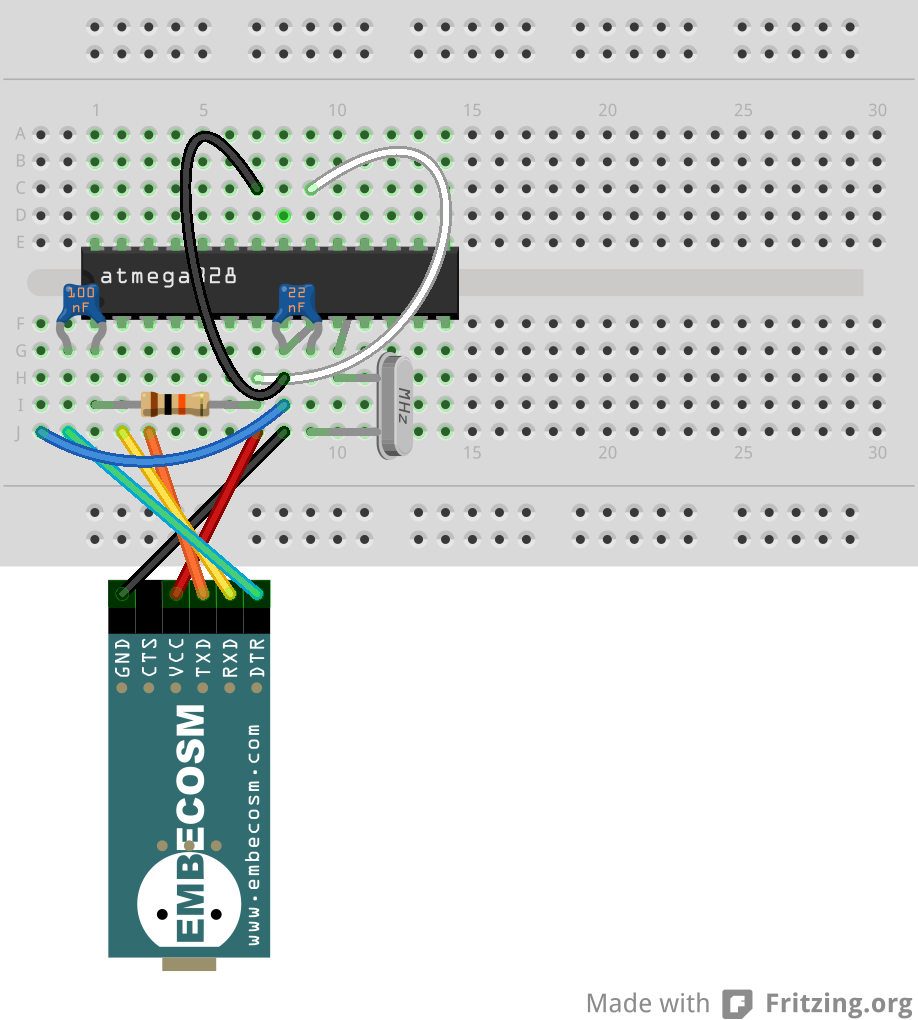 1 5 10 15 20 25 30
A
B
C
D
E
atmega328
100
nF
22
nF
F
G
H
I
J
MHz
10 15 20 25 30
GND
CTS
VCC
TXD
RXD
DTR
EMBECOSM
www.embecosm.com
Made with Fritzing.org